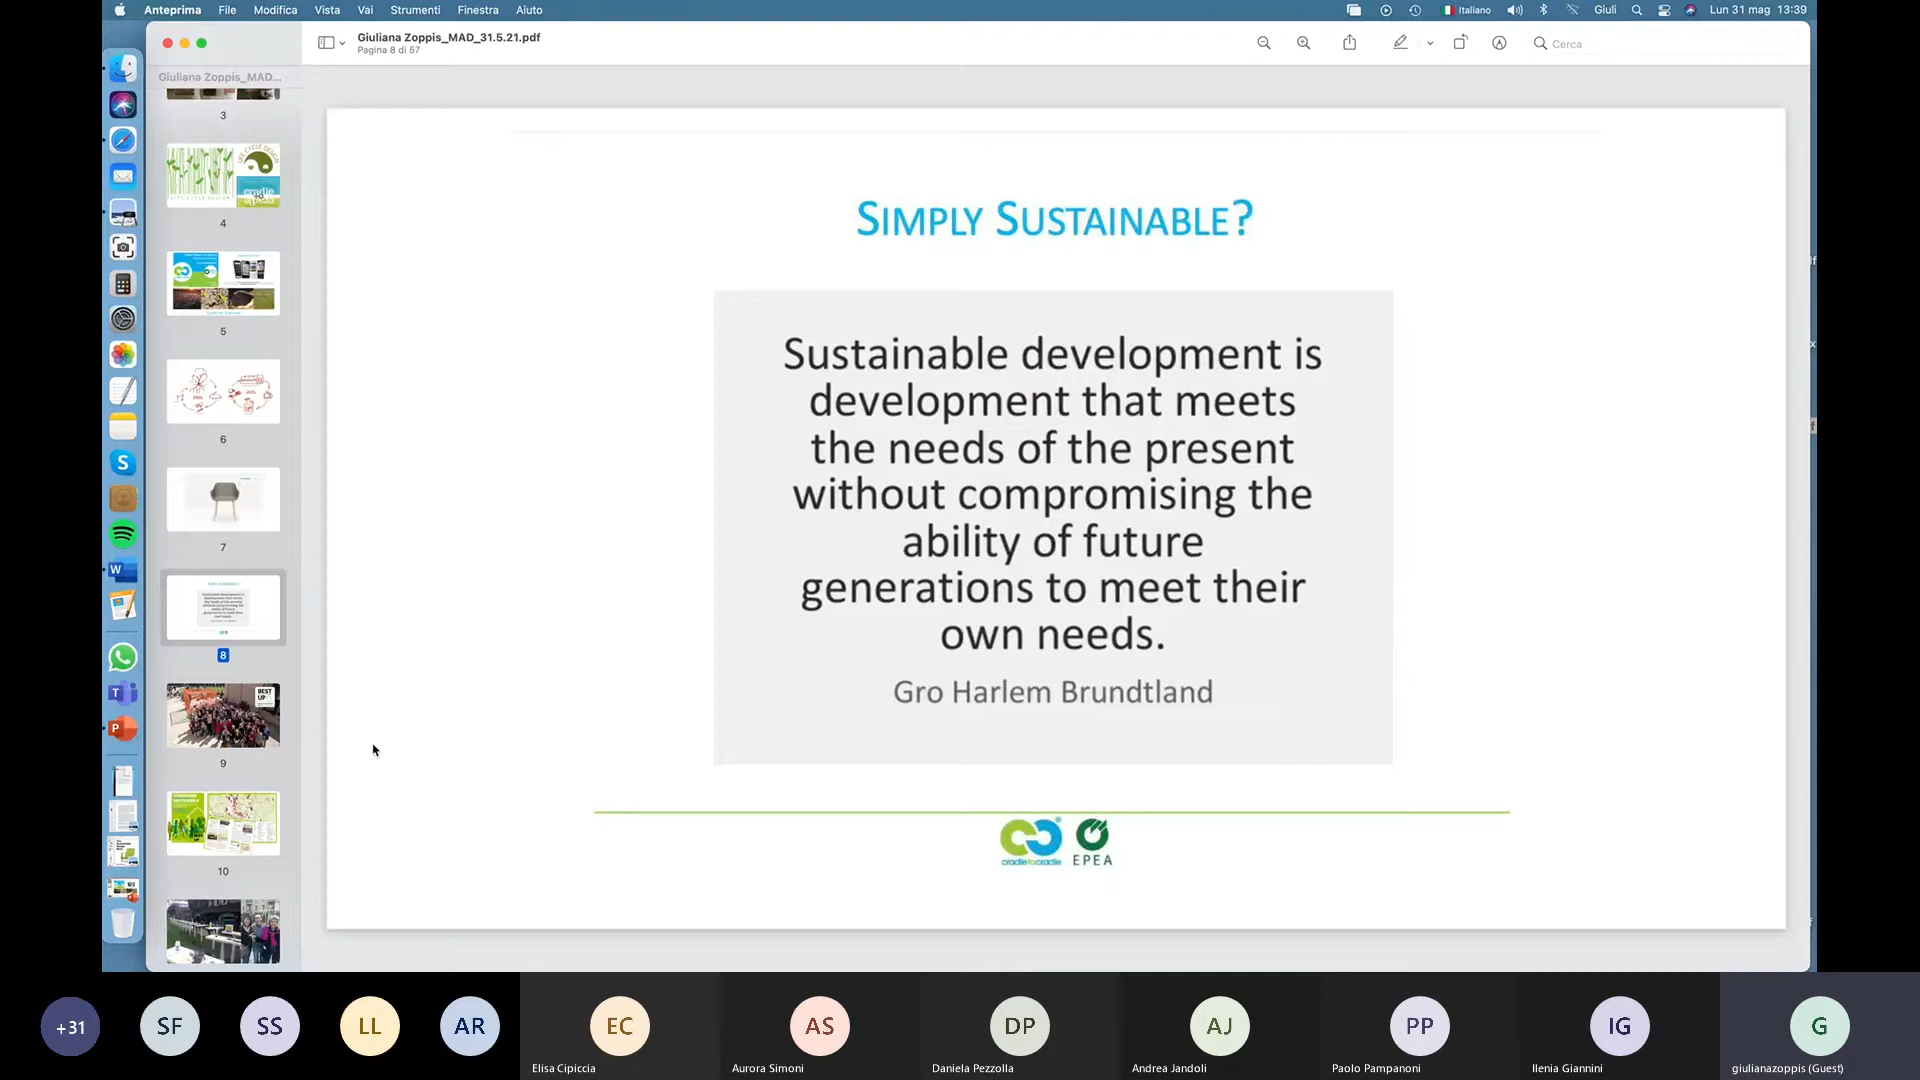 Anteprima File Modifica Vista Vai Strumenti Finestra Aiuto
Italiano Giuli Lun 31 mag 13:39
Giuliana Zoppis_MAD_31.5.21.pdf
Pagina 8 di 57
Cerca
Giuliana Zoppis_MAD...
3
4
5
6
7
8
BEST UP
9
10
SIMPLY SUSTAINABLE?
Sustainable development is
development that meets
the needs of the present
without compromising the
ability of future
generations to meet their
own needs.
Gro Harlem Brundtland
cradletocradle EPEA
+31 SF SS LL AR EC AS DP AJ PP IG G
Elisa Cipiccia Aurora Simoni Daniela Pezzolla Andrea Jandoli Paolo Pampanoni Ilenia Giannini giulianazoppis (Guest)